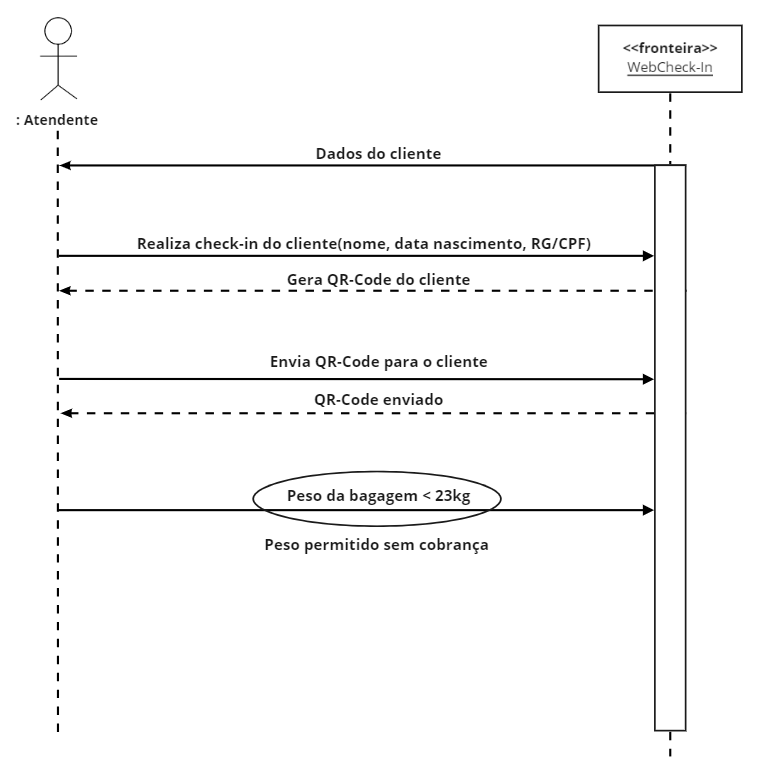 <<fronteira>>
WebCheck-In
: Atendente
Dados do cliente
Realiza check-in do cliente(nome, data nascimento, RG/CPF)
Gera QR-Code do cliente
Envia QR-Code para o cliente
QR-Code enviado
Peso da bagagem < 23kg
Peso permitido sem cobrança